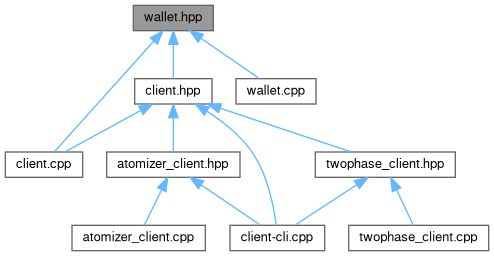 wallet.hpp
client.hpp
wallet.cpp
client.cpp
atomizer_client.hpp
twophase_client.hpp
atomizer_client.cpp
client-cli.cpp
twophase_client.cpp